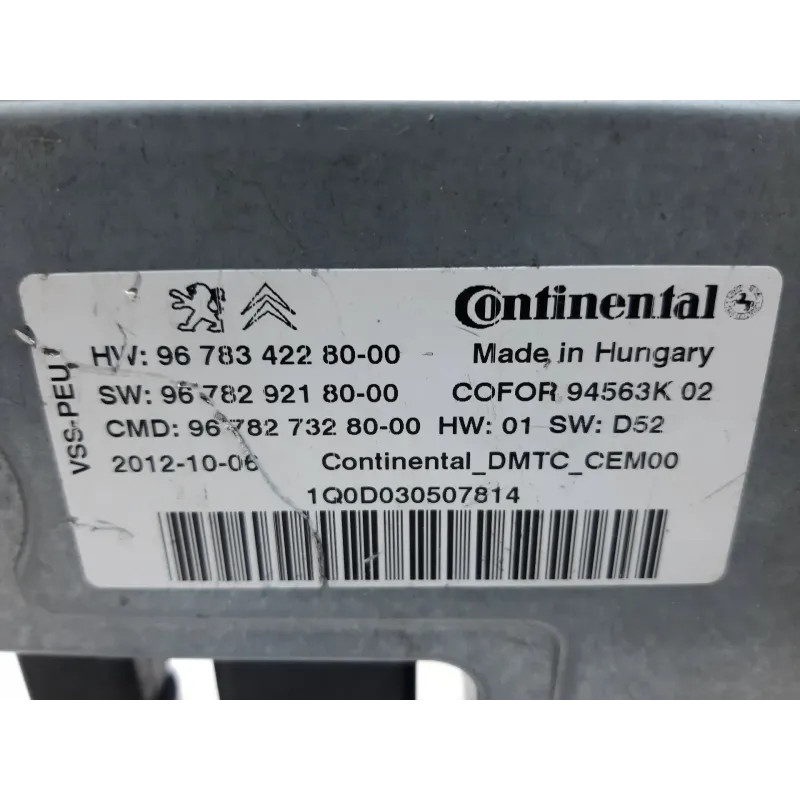 Continental
HW: 96 783 422 80-00 Made in Hungary
SW: 96 782 921 80-00 COFOR 94563K 02
CMD: 96 782 732 80-00 HW: 01 SW: D52
2012-10-06 Continental_DMTC_CEM00
1Q0D030507814
VSS-PEU